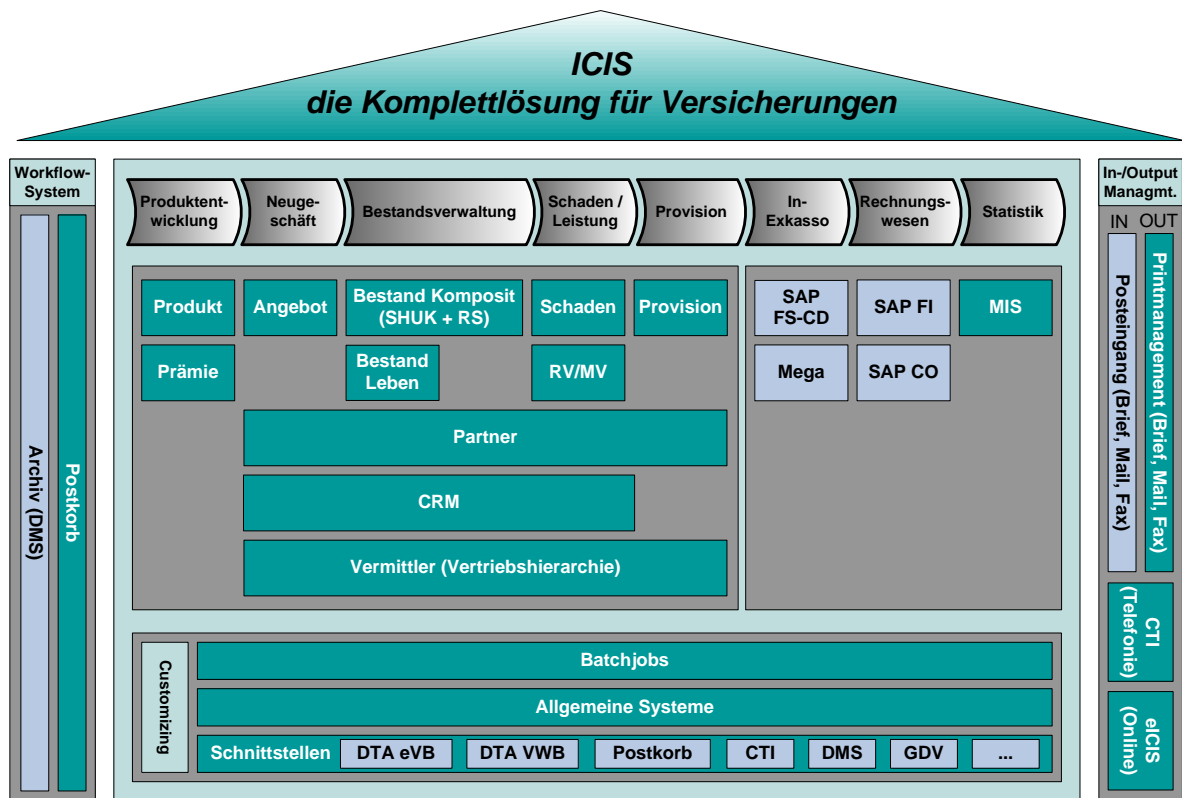 ICIS
die Komplettlösung für Versicherungen
Workflow-
System
Archiv (DMS)
Postkorb
Produktent-
wicklung
Neuge-
schäft
Bestandsverwaltung
Schaden /
Leistung
Provision
In-
Exkasso
Rechnungs-
wesen
Statistik
Produkt
Angebot
Bestand Komposit
(SHUK + RS)
Schaden
Provision
SAP
FS-CD
SAP FI
MIS
Prämie
Bestand
Leben
RV/MV
Mega
SAP CO
Partner
CRM
Vermittler (Vertriebshierarchie)
Customizing
Batchjobs
Allgemeine Systeme
Schnittstellen
DTA eVB
DTA VWB
Postkorb
CTI
DMS
GDV
...
In-/Output
Managmt.
IN
OUT
Posteingang (Brief, Mail, Fax)
Printmanagement (Brief, Mail, Fax)
CTI
(Telefonie)
eICIS
(Online)